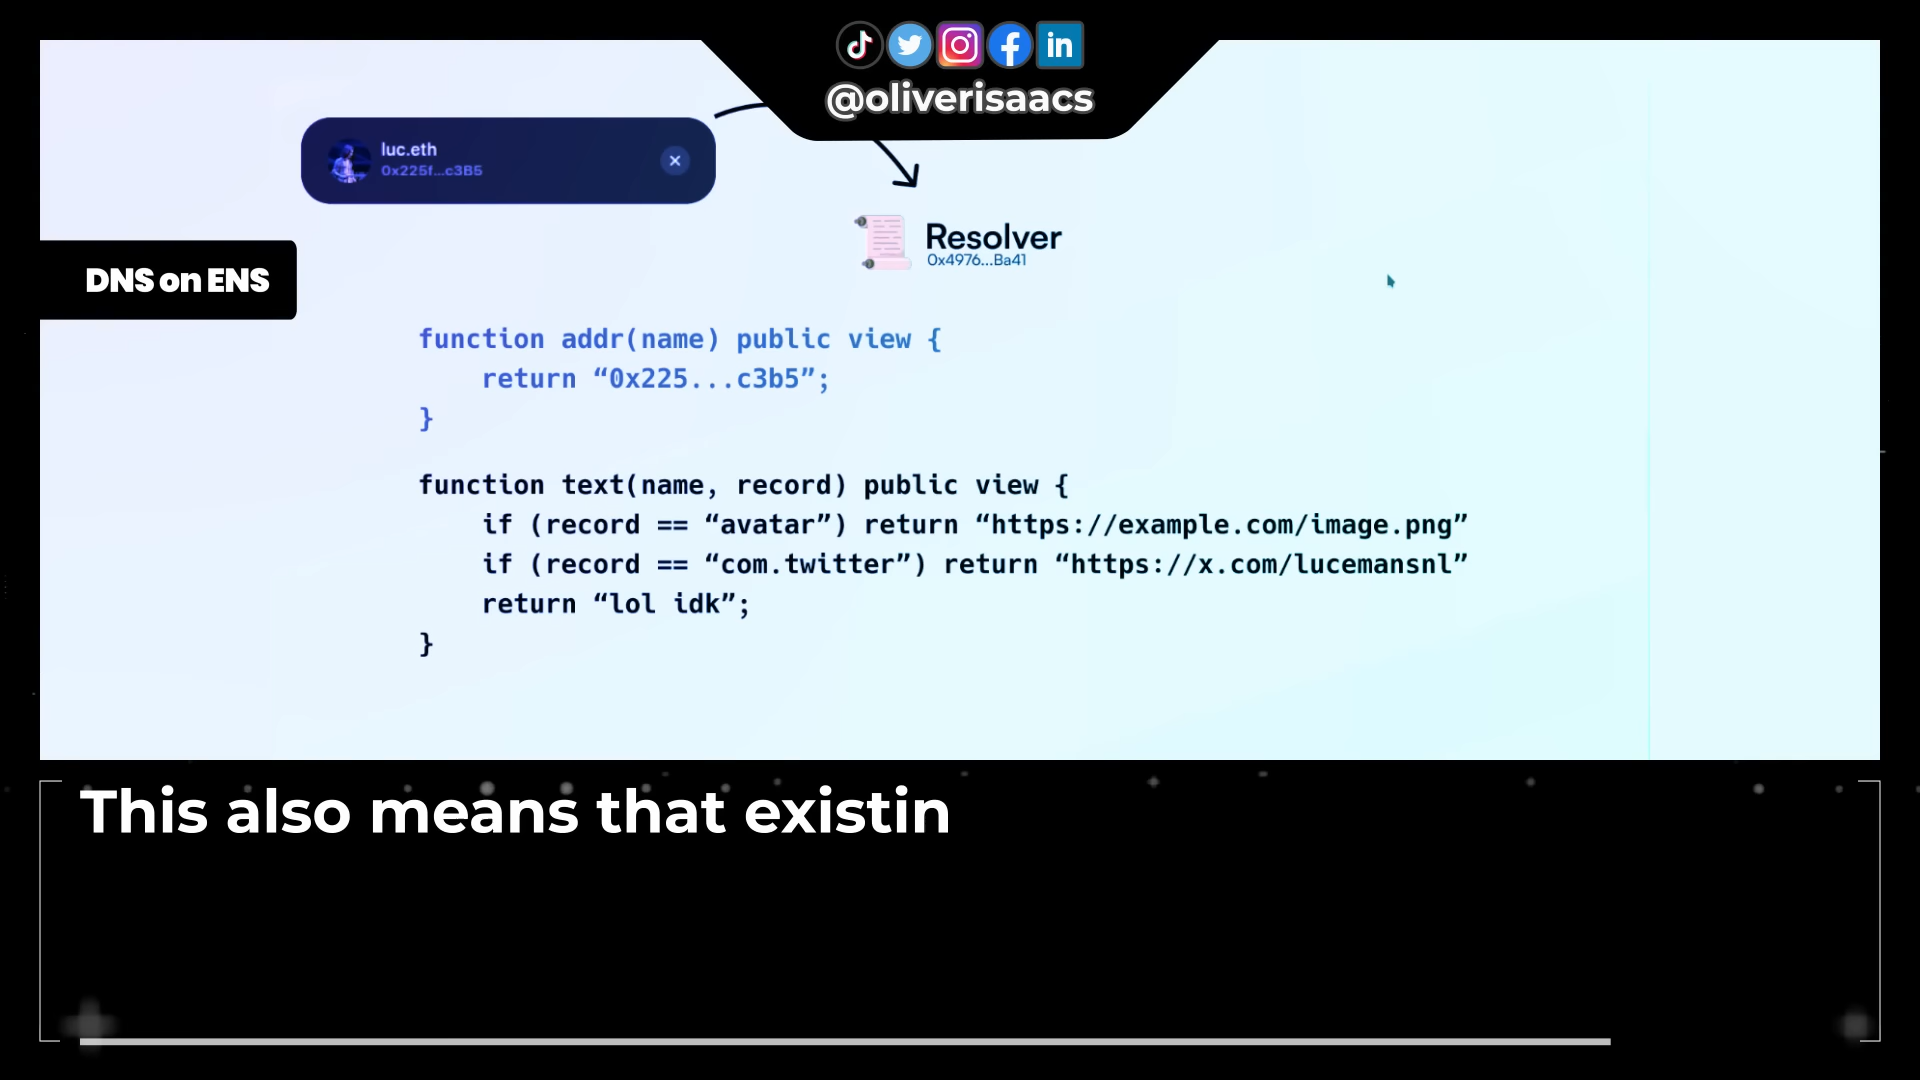 @oliverisaacs
luc.eth
0x225f...c3B5
Resolver
0x4976...Ba41
DNS on ENS
function addr(name) public view {
return “0x225...c3b5”;
}
function text(name, record) public view {
if (record == “avatar”) return “https://example.com/image.png”
if (record == “com.twitter”) return “https://x.com/lucemansnl”
return “lol idk”;
}
This also means that existin